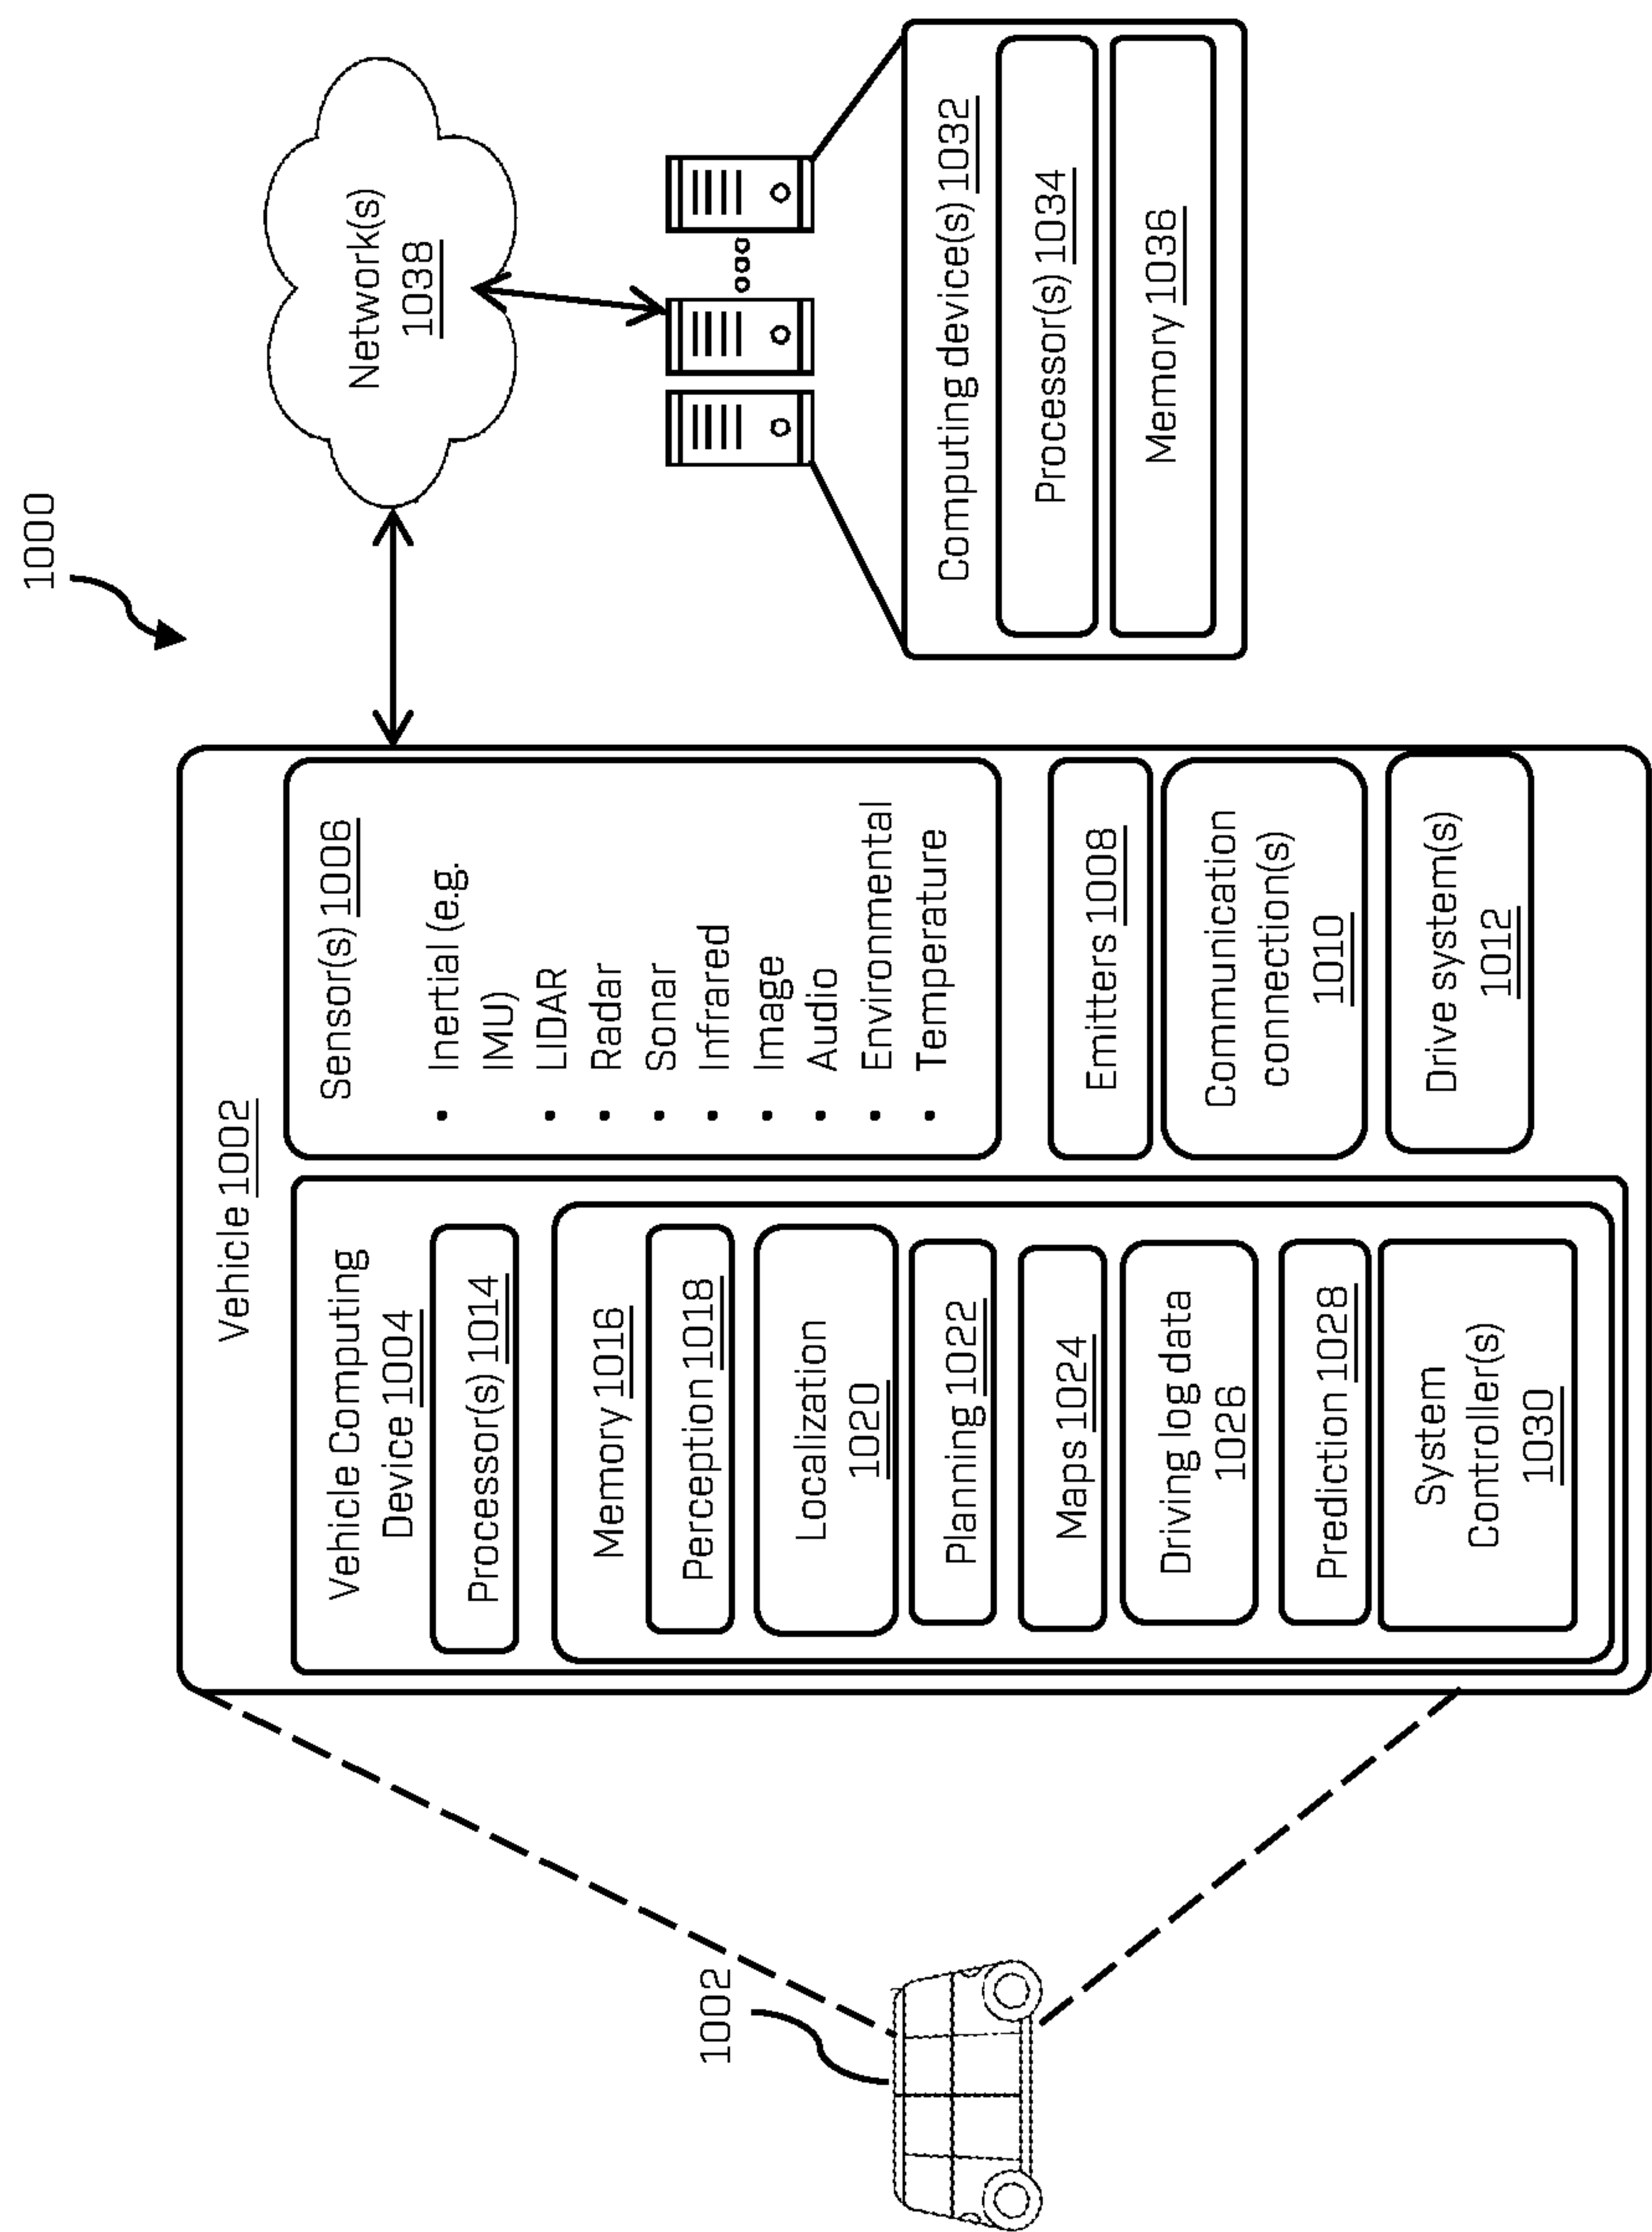 1000
Vehicle 1002
Vehicle Computing
Device 1004
Processor(s) 1014
Memory 1016
Perception 1018
Localization
1020
Planning 1022
Maps 1024
Driving log data
1026
Prediction 1028
System
Controller(s)
1030
Sensor(s) 1006
• Inertial (e.g.
IMU)
• LIDAR
• Radar
• Sonar
• Infrared
• Image
• Audio
• Environmental
• Temperature
Emitters 1008
Communication
connection(s)
1010
Drive system(s)
1012
Network(s)
1038
Computing device(s) 1032
Processor(s) 1034
Memory 1036
1002